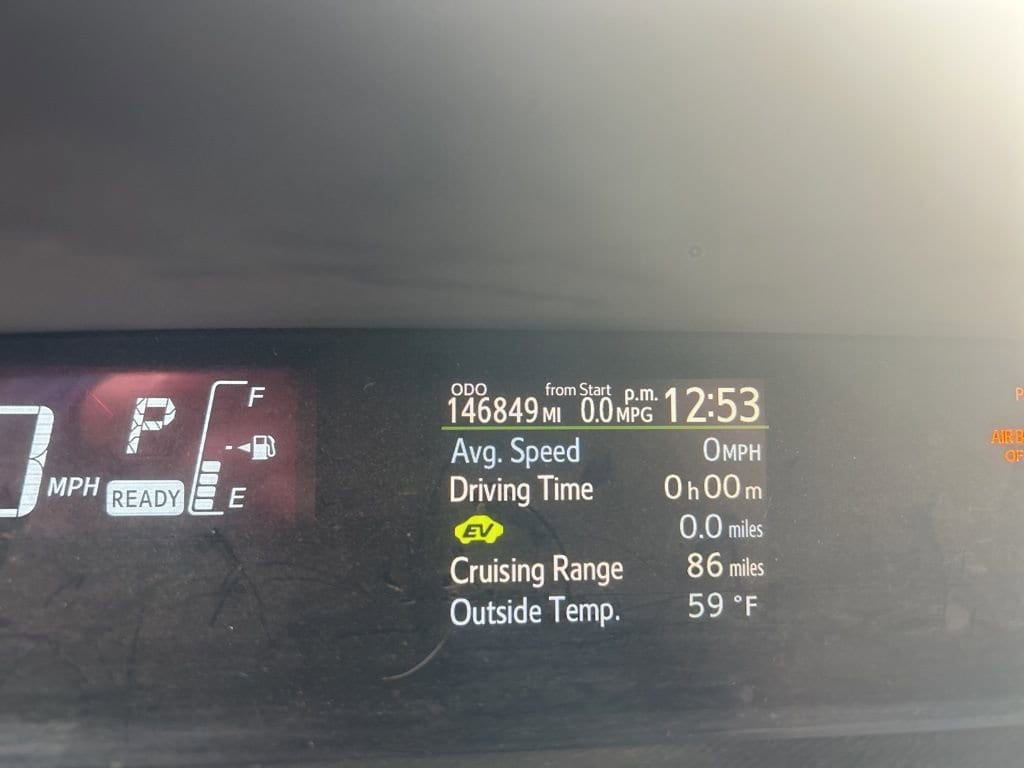 P
F
MPH
READY
E
ODO from Start p.m. 12:53
146849 MI 0.0 MPG
Avg. Speed 0 MPH
Driving Time 0 h 00 m
EV 0.0 miles
Cruising Range 86 miles
Outside Temp. 59 °F
P